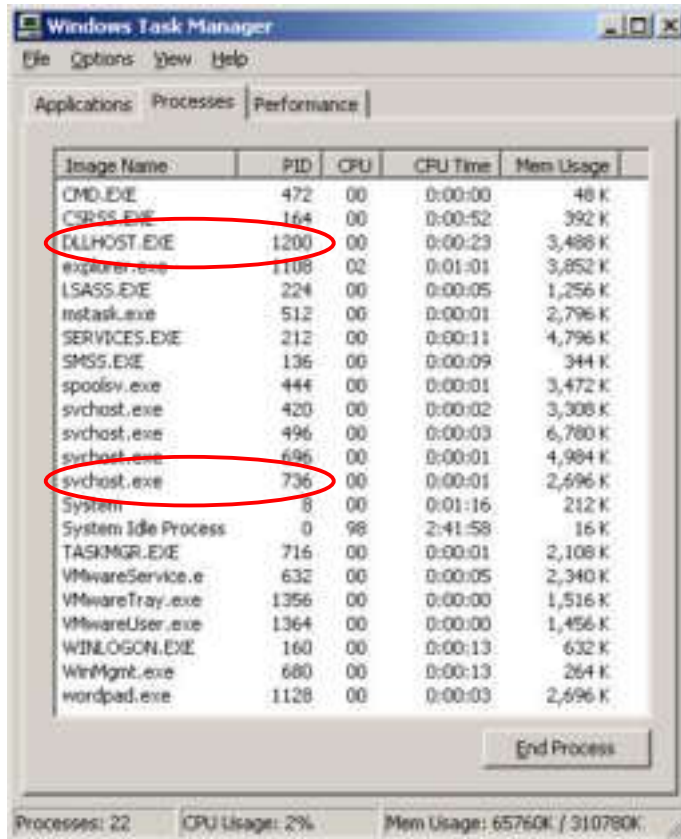 Windows Task Manager
File Options View Help
Applications Processes Performance
Image Name PID CPU CPU Time Mem Usage
CMD.EXE 472 00 0:00:00 48 K
CSRSS.EXE 164 00 0:00:52 392 K
DLLHOST.EXE 1200 00 0:00:23 3,488 K
explorer.exe 1108 02 0:01:01 3,852 K
LSASS.EXE 224 00 0:00:05 1,256 K
mstask.exe 512 00 0:00:01 2,796 K
SERVICES.EXE 212 00 0:00:11 4,796 K
SMSS.EXE 136 00 0:00:09 344 K
spoolsv.exe 444 00 0:00:01 3,472 K
svchost.exe 420 00 0:00:02 3,308 K
svchost.exe 496 00 0:00:03 6,780 K
svchost.exe 696 00 0:00:01 4,984 K
svchost.exe 736 00 0:00:01 2,696 K
System 8 00 0:01:16 212 K
System Idle Process 0 98 2:41:58 16 K
TASKMGR.EXE 716 00 0:00:01 2,108 K
VMwareService.e 632 00 0:00:05 2,340 K
VMwareTray.exe 1356 00 0:00:00 1,516 K
VMwareUser.exe 1364 00 0:00:00 1,456 K
WINLOGON.EXE 160 00 0:00:13 632 K
WinMgmt.exe 680 00 0:00:13 264 K
wordpad.exe 1128 00 0:00:03 2,696 K
End Process
Processes: 22 CPU Usage: 2% Mem Usage: 65760K / 310780K